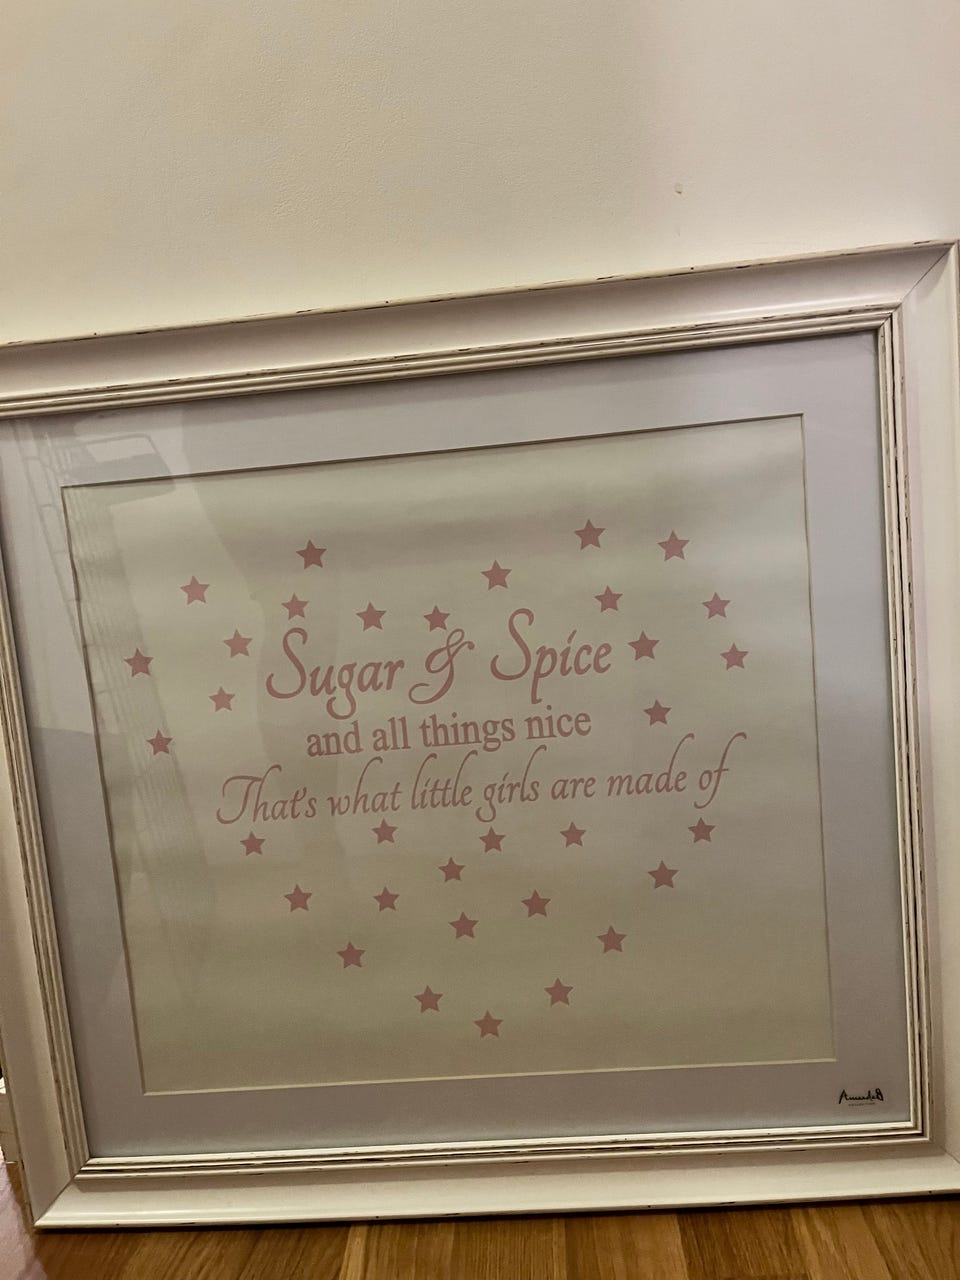 Sugar & Spice
and all things nice
That's what little girls are made of